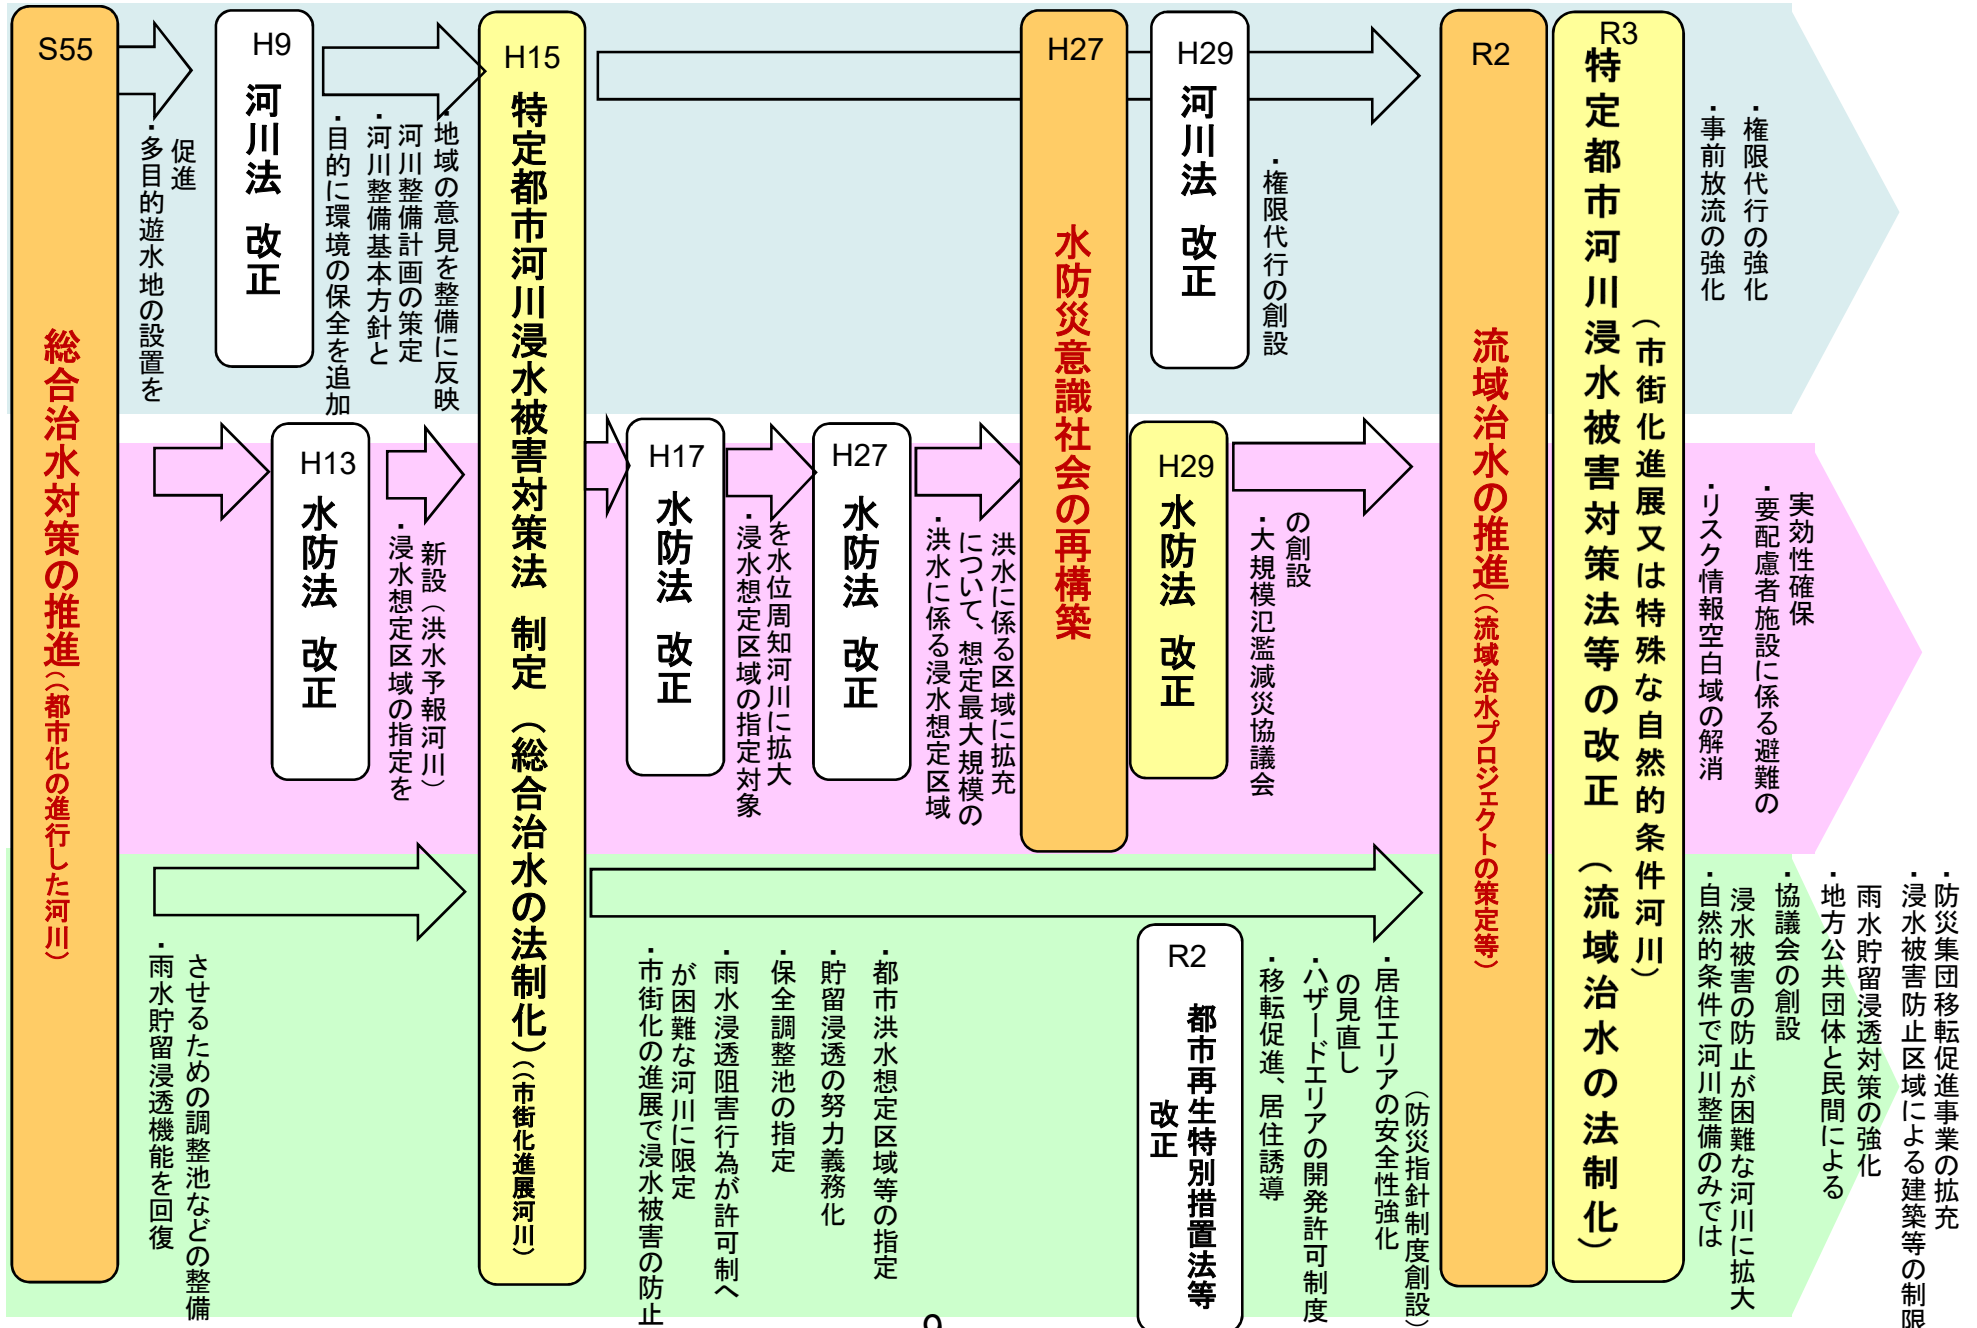 S55
総合治水対策の推進（（都市化の進行した河川）
・多目的遊水地の設置を
促進
H9
河川法 改正
・目的に環境の保全を追加
・河川整備基本方針と
河川整備計画の策定
・地域の意見を整備に反映
H13
水防法 改正
・浸水想定区域の指定を
新設（洪水予報河川）
・雨水貯留浸透機能を回復
させるための調整池などの整備
H15
特定都市河川浸水被害対策法 制定 （総合治水の法制化）（（市街化進展河川）
H17
水防法 改正
・浸水想定区域の指定対象
を水位周知河川に拡大
H27
水防法 改正
・洪水に係る浸水想定区域
について、想定最大規模の
洪水に係る区域に拡充
・市街化の進展で浸水被害の防止
が困難な河川に限定
・雨水浸透阻害行為が許可制へ
・保全調整池の指定
・貯留浸透の努力義務化
・都市洪水想定区域等の指定
H27
水防災意識社会の再構築
H29
河川法 改正
・権限代行の創設
H29
水防法 改正
・大規模氾濫減災協議会
の創設
R2
都市再生特別措置法等
改正
・移転促進、居住誘導
・ハザードエリアの開発許可制度
の見直し
・居住エリアの安全性強化
（防災指針制度創設）
R2
流域治水の推進（（流域治水プロジェクトの策定等）
R3
特定都市河川浸水被害対策法等の改正 （流域治水の法制化）
（市街化進展又は特殊な自然的条件河川）
・事前放流の強化
・権限代行の強化
・リスク情報空白域の解消
・要配慮者施設に係る避難の
実効性確保
・自然的条件で河川整備のみでは
浸水被害の防止が困難な河川に拡大
・協議会の創設
・地方公共団体と民間による
雨水貯留浸透対策の強化
・浸水被害防止区域による建築等の制限
・防災集団移転促進事業の拡充
9